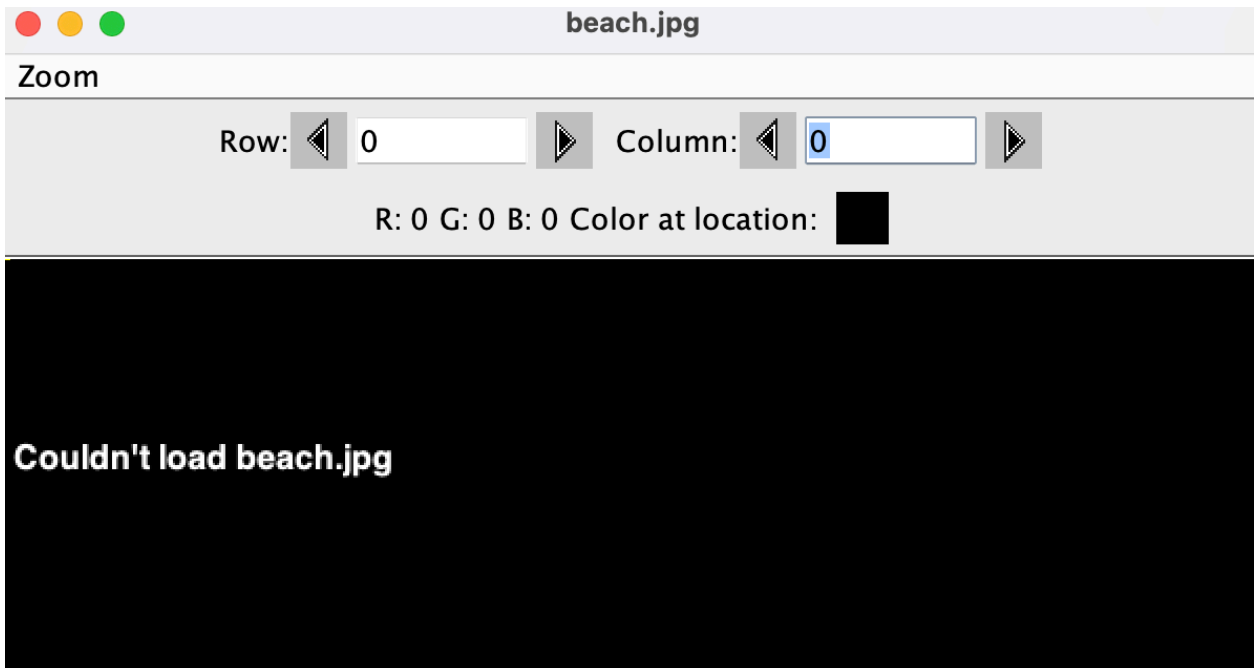 beach.jpg
Zoom
Row: 0 Column: 0
R: 0 G: 0 B: 0 Color at location:
Couldn't load beach.jpg